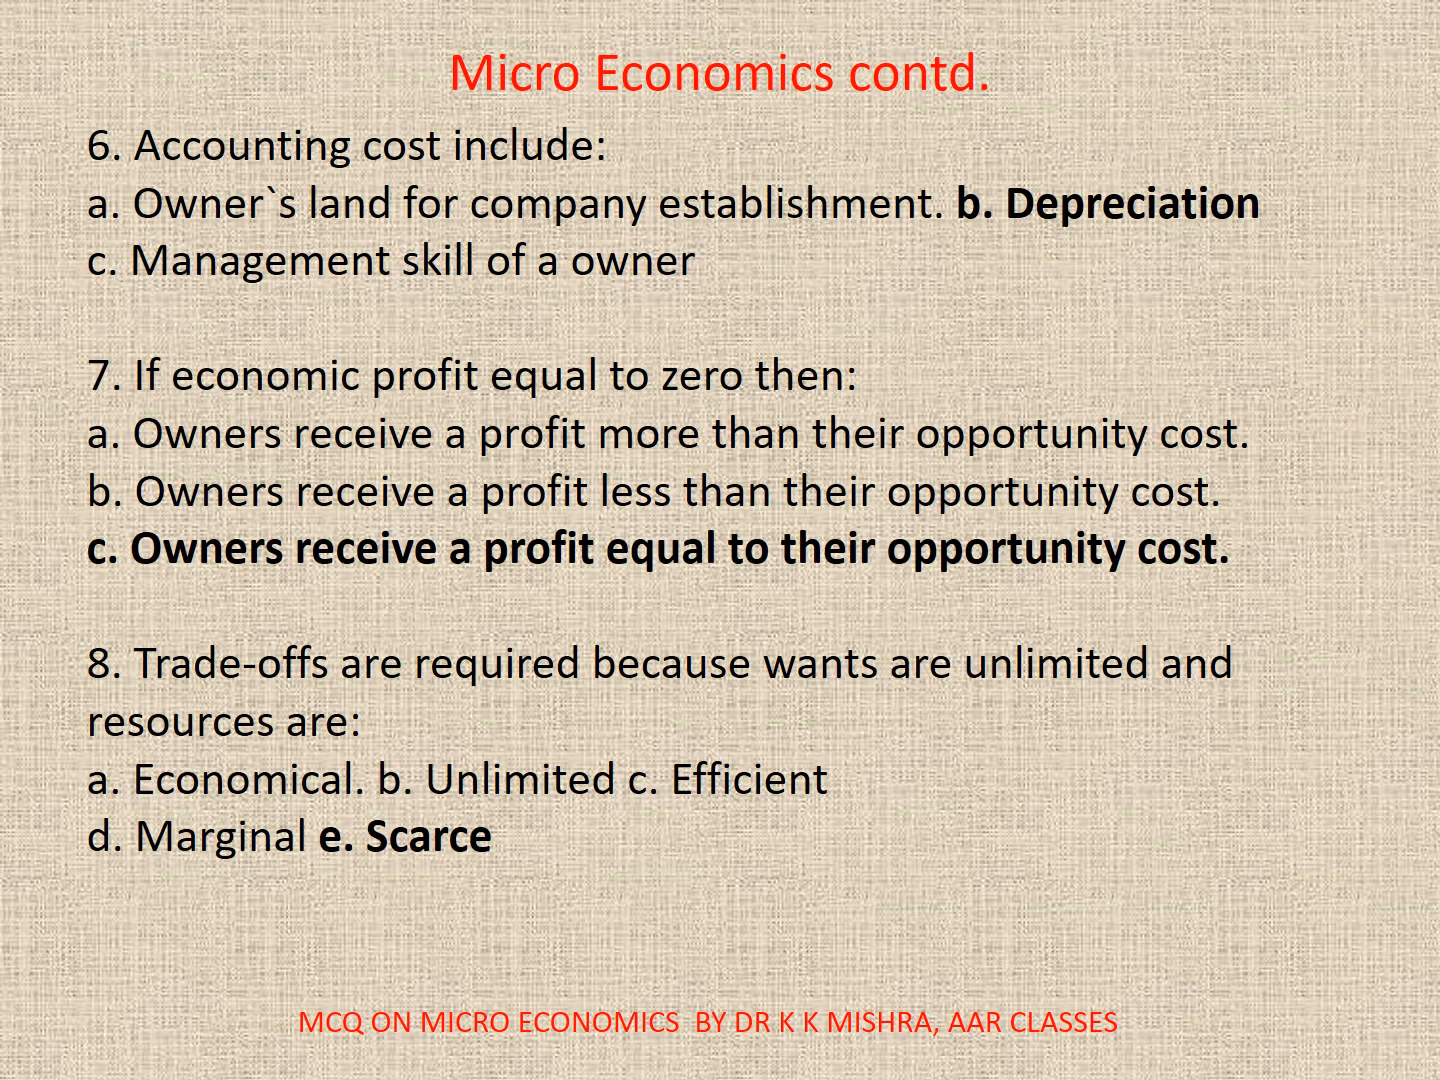 Micro Economics contd.
6. Accounting cost include:
a. Owner`s land for company establishment. b. Depreciation
c. Management skill of a owner
7. If economic profit equal to zero then:
a. Owners receive a profit more than their opportunity cost.
b. Owners receive a profit less than their opportunity cost.
c. Owners receive a profit equal to their opportunity cost.
8. Trade-offs are required because wants are unlimited and
resources are:
a. Economical. b. Unlimited c. Efficient
d. Marginal e. Scarce
MCQ ON MICRO ECONOMICS  BY DR K K MISHRA, AAR CLASSES